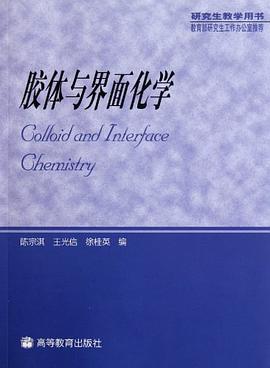 研究生教学用书
教育部研究生工作办公室推荐
胶体与界面化学
Colloid and Interface
Chemistry
陈宗淇 王光信 徐桂英 编
高等教育出版社